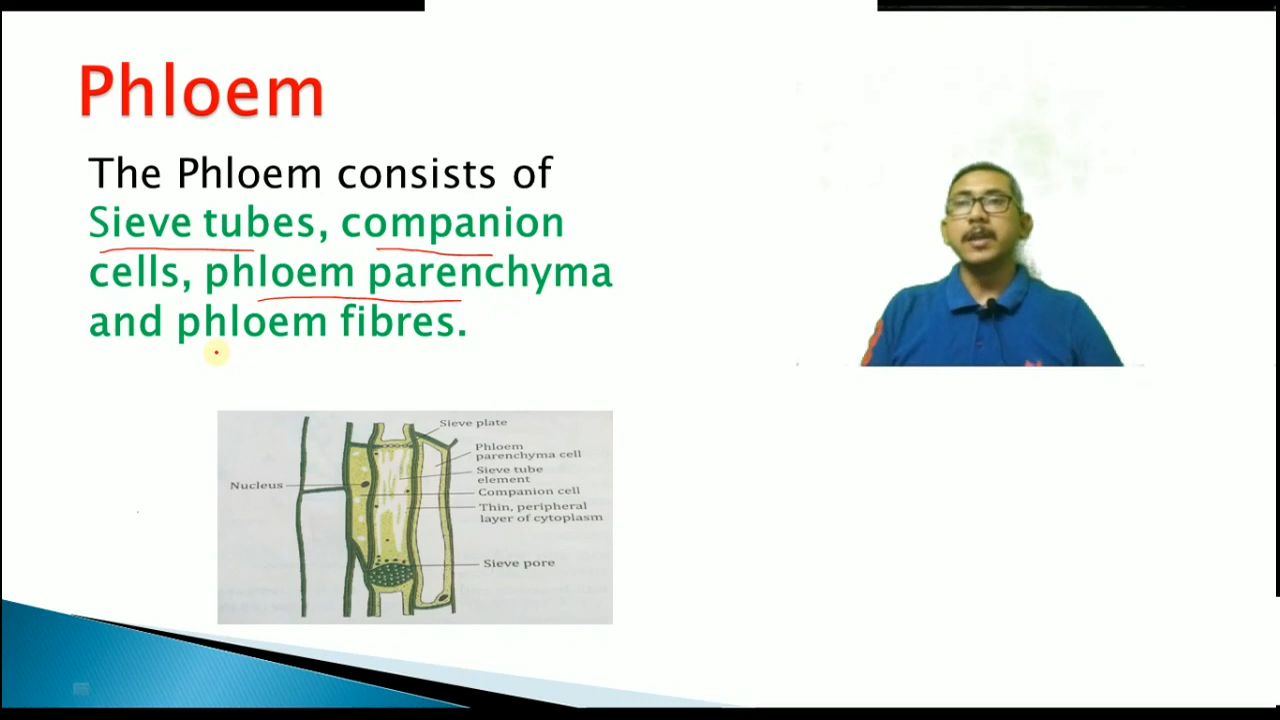 Phloem
The Phloem consists of
Sieve tubes, companion
cells, phloem parenchyma
and phloem fibres.
Sieve plate
Phloem
parenchyma cell
Sieve tube
element
Nucleus
Companion cell
Thin, peripheral
layer of cytoplasm
Sieve pore